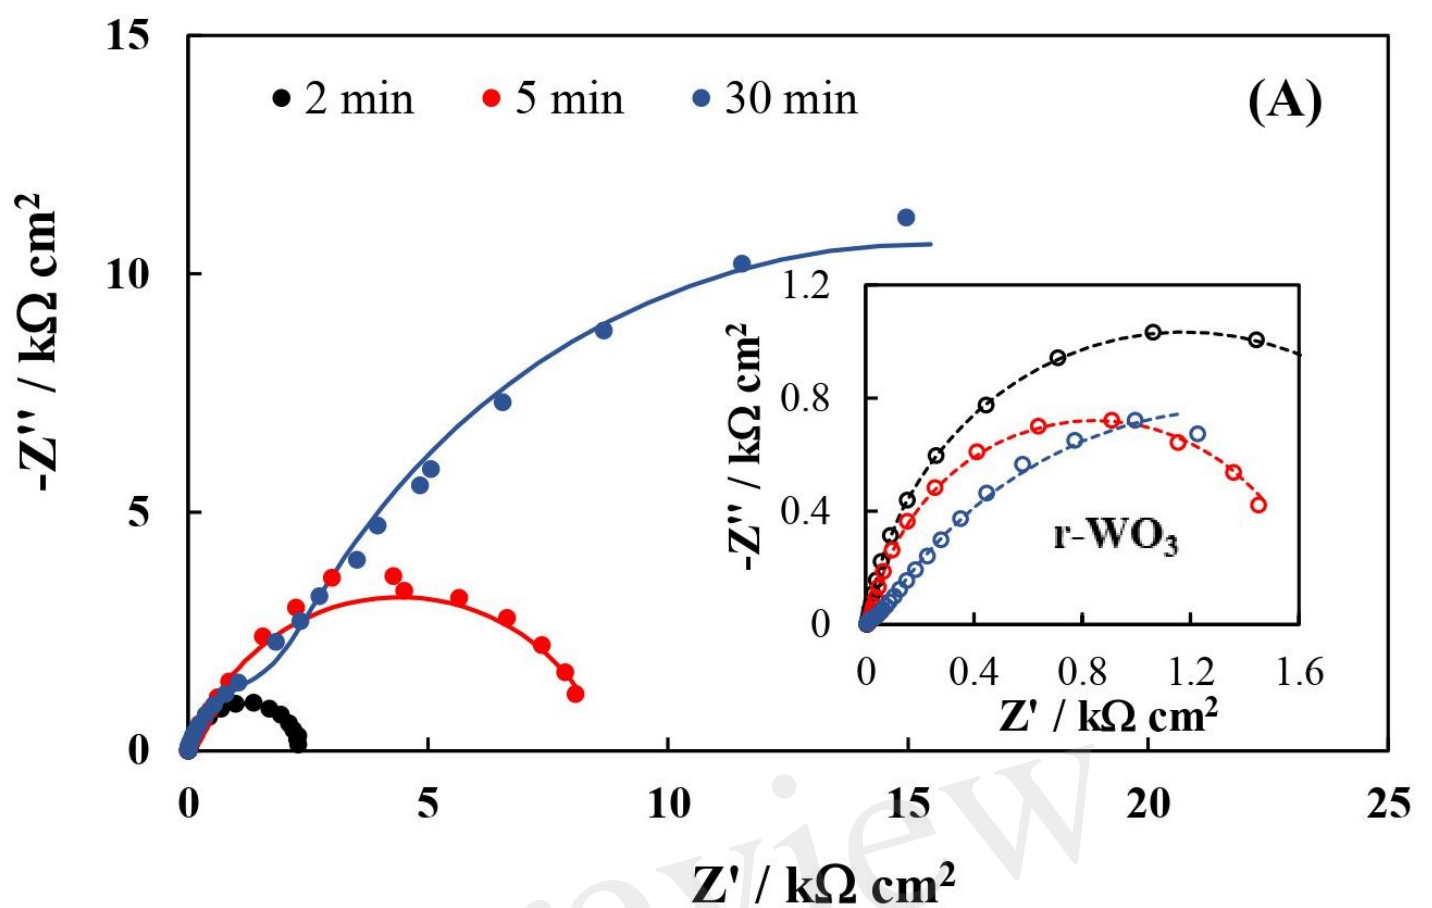 15
2 min 5 min 30 min
(A)
-Z'' / kΩ cm²
10
5
0
0 5 10 15 20 25
Z' / kΩ cm²
1.2
-Z'' / kΩ cm²
0.8
0.4
0
r-WO₃
0 0.4 0.8 1.2 1.6
Z' / kΩ cm²